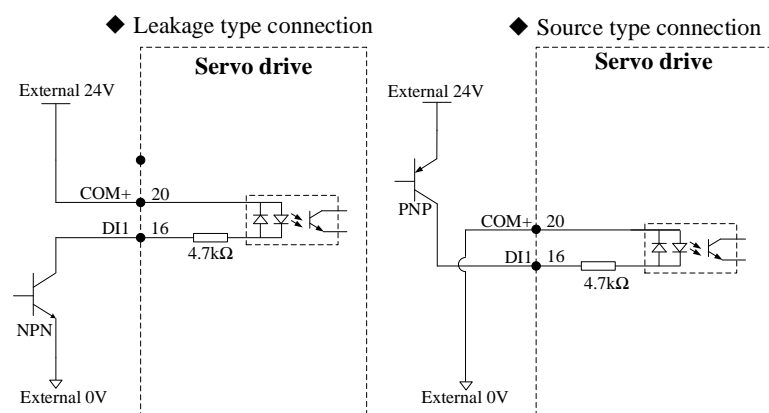 ◆ Leakage type connection
Servo drive
External 24V
COM+ 20
DI1 16
4.7kΩ
NPN
External 0V
◆ Source type connection
Servo drive
External 24V
PNP
COM+ 20
DI1 16
4.7kΩ
External 0V